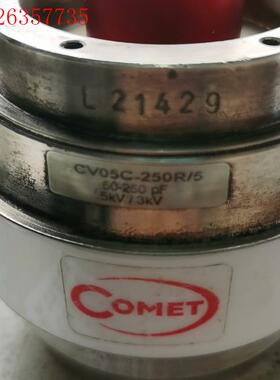 26357735
L 21429
CV05C-250R/5
50-250 pF
5kV / 3kV
COMET